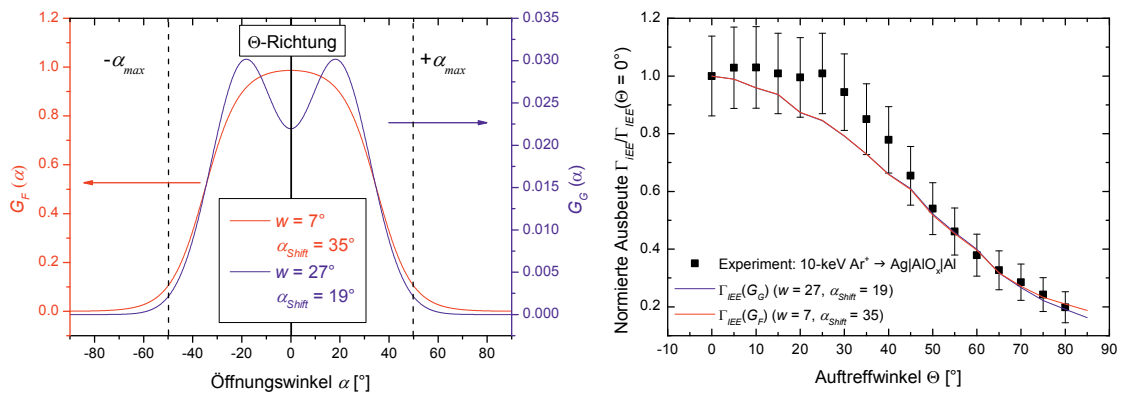 Θ-Richtung
-α_max
+α_max
w = 7°
α_Shift = 35°
w = 27°
α_Shift = 19°
G_F(α)
1.2
1.0
0.8
0.6
0.4
0.2
0.0
G_G(α)
0.035
0.030
0.025
0.020
0.015
0.010
0.005
0.000
-80 -60 -40 -20 0 20 40 60 80
Öffnungswinkel α [°]
Normierte Ausbeute Γ_IEE/Γ_IEE(Θ = 0°)
1.2
1.0
0.8
0.6
0.4
0.2
Experiment: 10-keV Ar⁺ → Ag|AlOₓ|Al
Γ_IEE(G_G) (w = 27, α_Shift = 19)
Γ_IEE(G_F) (w = 7, α_Shift = 35)
-10 0 10 20 30 40 50 60 70 80 90
Auftreffwinkel Θ [°]